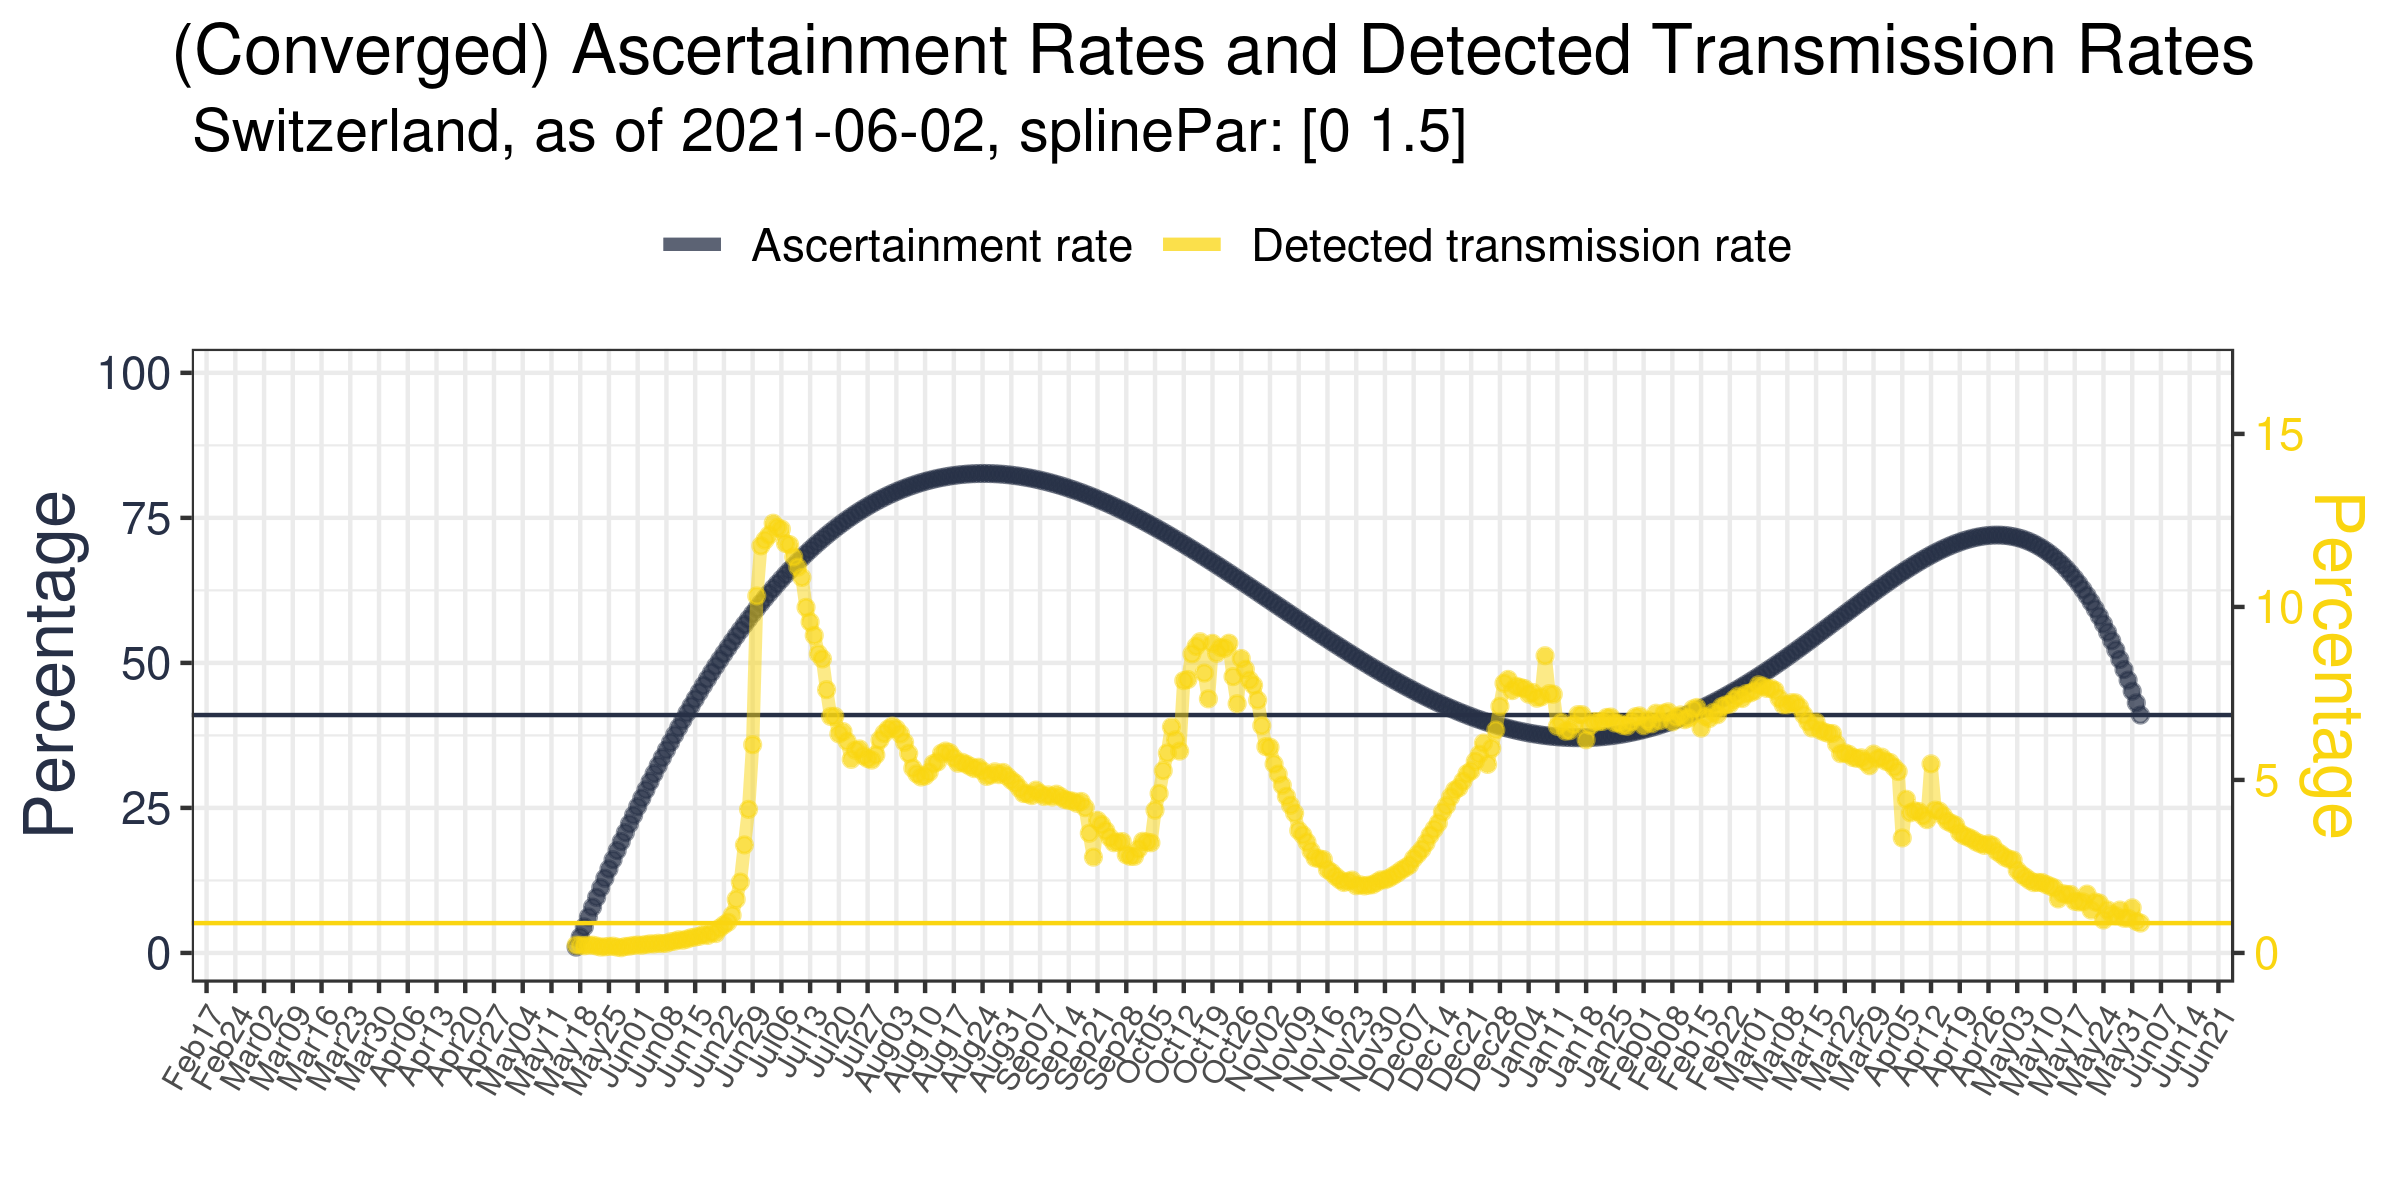 (Converged) Ascertainment Rates and Detected Transmission Rates
Switzerland, as of 2021-06-02, splinePar: [0 1.5]
Ascertainment rate Detected transmission rate
Percentage
100
75
50
25
0
15
10
5
0
Percentage
Feb17 Feb24 Mar02 Mar09 Mar16 Mar23 Mar30 Apr06 Apr13 Apr20 Apr27 May04 May11 May18 May25 Jun01 Jun08 Jun15 Jun22 Jun29 Jul06 Jul13 Jul20 Jul27 Aug03 Aug10 Aug17 Aug24 Aug31 Sep07 Sep14 Sep21 Sep28 Oct05 Oct12 Oct19 Oct26 Nov02 Nov09 Nov16 Nov23 Nov30 Dec07 Dec14 Dec21 Dec28 Jan04 Jan11 Jan18 Jan25 Feb01 Feb08 Feb15 Feb22 Mar01 Mar08 Mar15 Mar22 Mar29 Apr05 Apr12 Apr19 Apr26 May03 May10 May17 May24 May31 Jun07 Jun14 Jun21